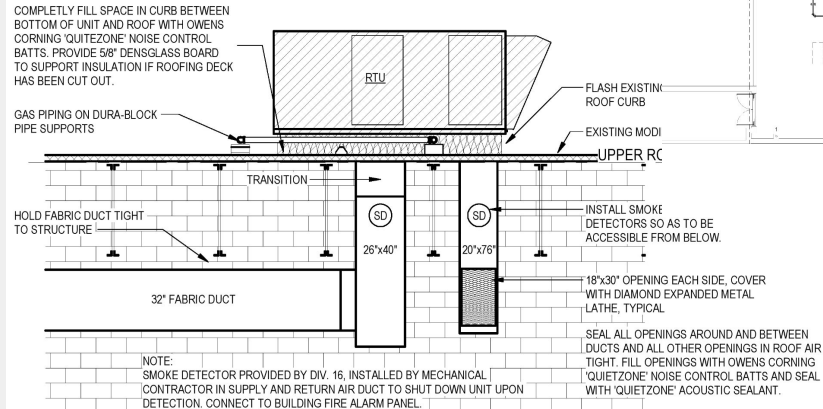 COMPLETLY FILL SPACE IN CURB BETWEEN
BOTTOM OF UNIT AND ROOF WITH OWENS
CORNING 'QUITEZONE' NOISE CONTROL
BATTS. PROVIDE 5/8" DENSGLASS BOARD
TO SUPPORT INSULATION IF ROOFING DECK
HAS BEEN CUT OUT.
RTU
GAS PIPING ON DURA-BLOCK
PIPE SUPPORTS
FLASH EXISTIN
ROOF CURB
EXISTING MODI
UPPER RO
TRANSITION
HOLD FABRIC DUCT TIGHT
TO STRUCTURE
SD
26"x40"
SD
20"x76"
INSTALL SMOKE
DETECTORS SO AS TO BE
ACCESSIBLE FROM BELOW.
32" FABRIC DUCT
18"x30" OPENING EACH SIDE, COVER
WITH DIAMOND EXPANDED METAL
LATHE, TYPICAL
SEAL ALL OPENINGS AROUND AND BETWEEN
DUCTS AND ALL OTHER OPENINGS IN ROOF AIR
TIGHT. FILL OPENINGS WITH OWENS CORNING
'QUIETZONE' NOISE CONTROL BATTS AND SEAL
WITH 'QUIETZONE' ACOUSTIC SEALANT.
NOTE:
SMOKE DETECTOR PROVIDED BY DIV. 16, INSTALLED BY MECHANICAL
CONTRACTOR IN SUPPLY AND RETURN AIR DUCT TO SHUT DOWN UNIT UPON
DETECTION. CONNECT TO BUILDING FIRE ALARM PANEL.